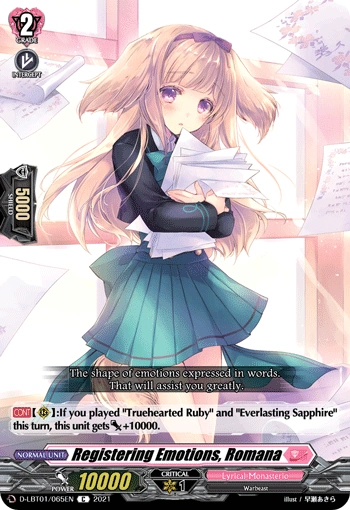 2
GRADE
INTERCEPT
5000
SHIELD
The shape of emotions expressed in words.
That will assist you greatly.
CONT【 R 】:If you played "Truehearted Ruby" and "Everlasting Sapphire"
this turn, this unit gets +10000.
NORMAL UNIT Registering Emotions, Romana
POWER 10000 CRITICAL 1 Lyrical Monasterio
Warbeast
D-LBT01/065EN C 2021 illust / 早瀬あきら